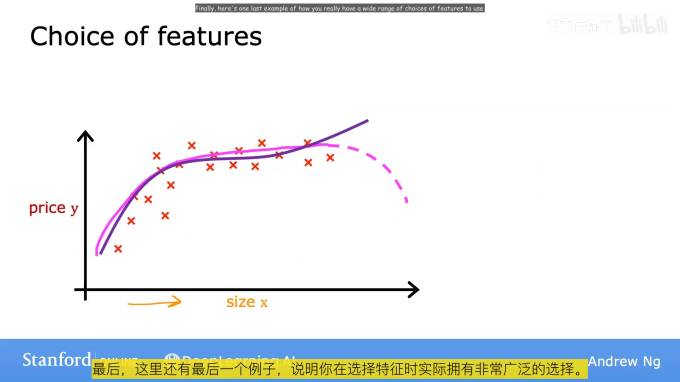 Finally, here's one last example of how you really have a wide range of choices of features to use.
Choice of features
bilibili
price y
size x
Stanford
Andrew Ng
最后，这里还有最后一个例子，说明你在选择特征时实际拥有非常广泛的选择。